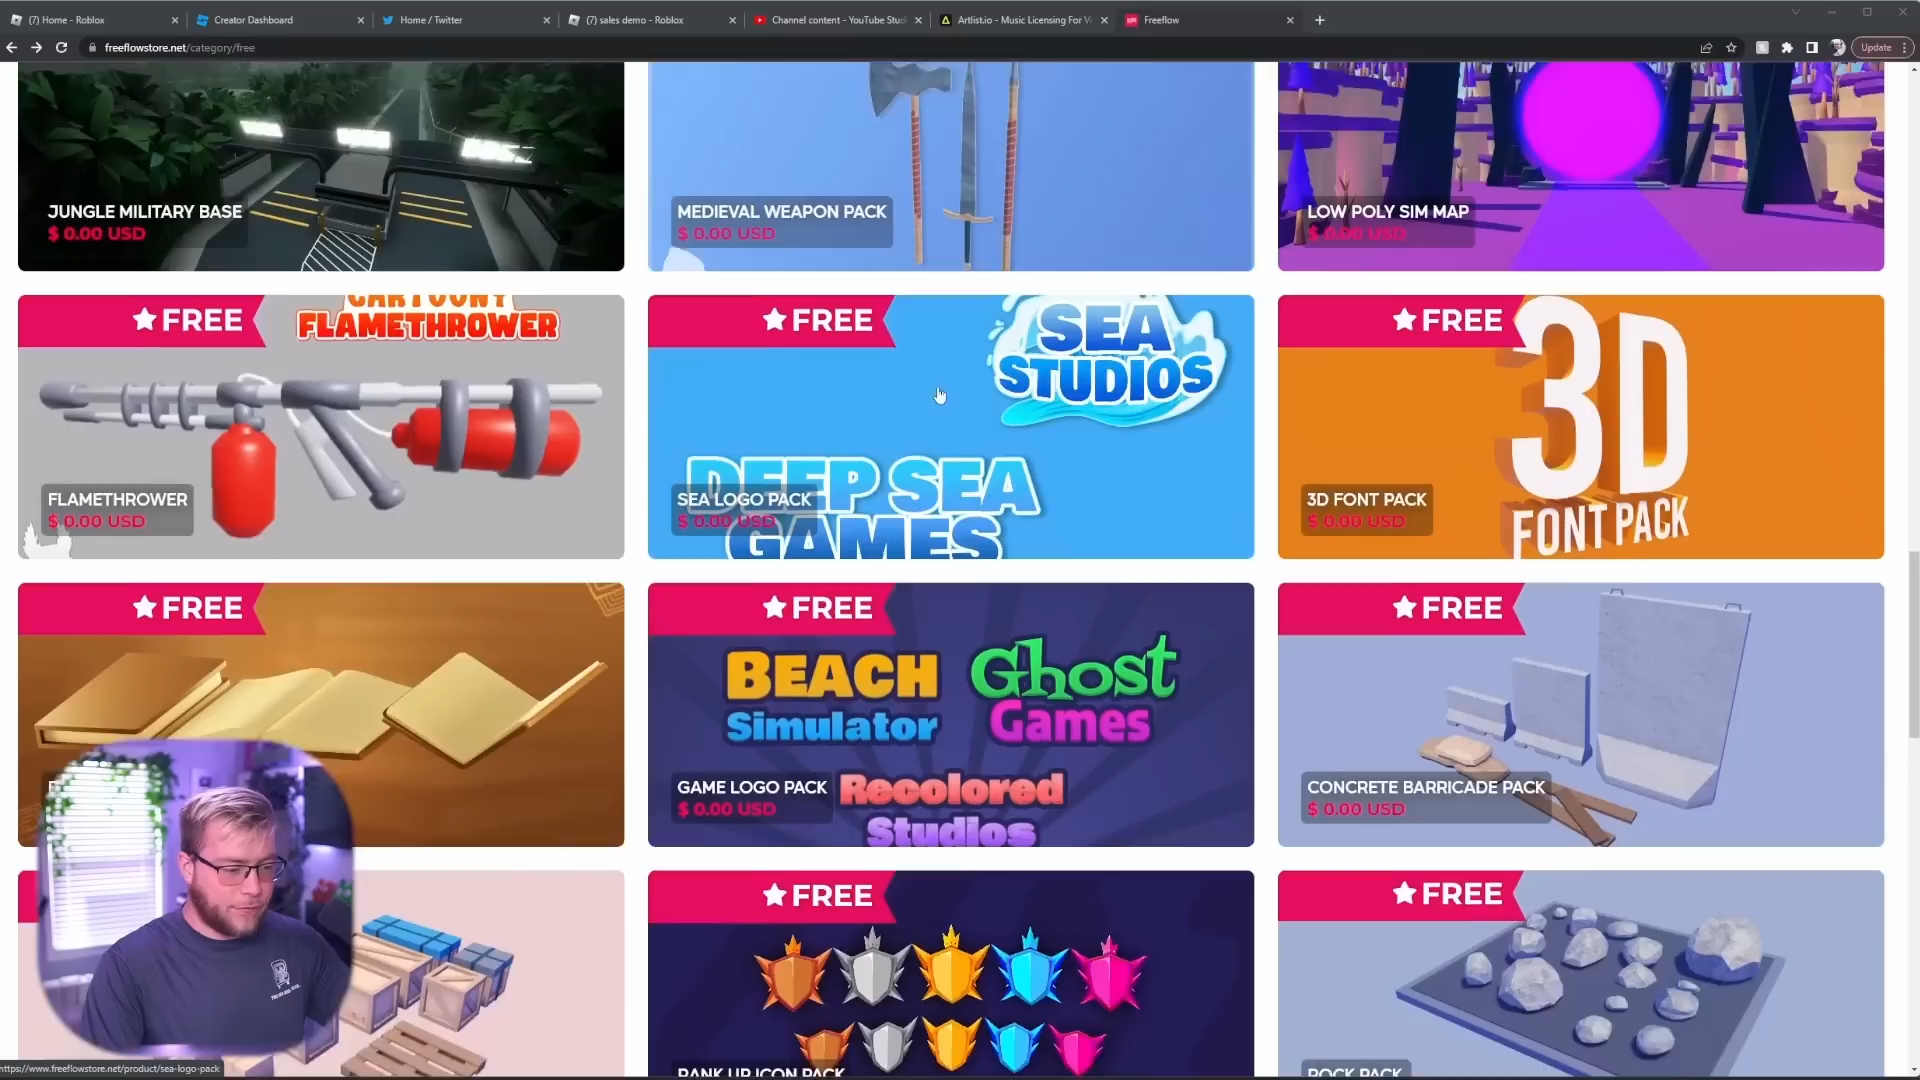 (7) Home - Roblox
Creator Dashboard
Home / Twitter
(7) sales demo - Roblox
Channel content - YouTube Stud
Artlist.io - Music Licensing For V
Freeflow
freeflowstore.net/category/free
Update
JUNGLE MILITARY BASE
$ 0.00 USD
MEDIEVAL WEAPON PACK
$ 0.00 USD
LOW POLY SIM MAP
$ 0.00 USD
FREE
CARTOONY
FLAMETHROWER
FLAMETHROWER
$ 0.00 USD
FREE
SEA
STUDIOS
DEEP SEA
GAMES
SEA LOGO PACK
$ 0.00 USD
FREE
3D
FONT PACK
3D FONT PACK
$ 0.00 USD
FREE
FREE
BEACH
Simulator
Ghost
Games
Recolored
Studios
GAME LOGO PACK
$ 0.00 USD
FREE
CONCRETE BARRICADE PACK
$ 0.00 USD
FREE
RANK UP ICON PACK
FREE
ROCK PACK
https://www.freeflowstore.net/product/sea-logo-pack